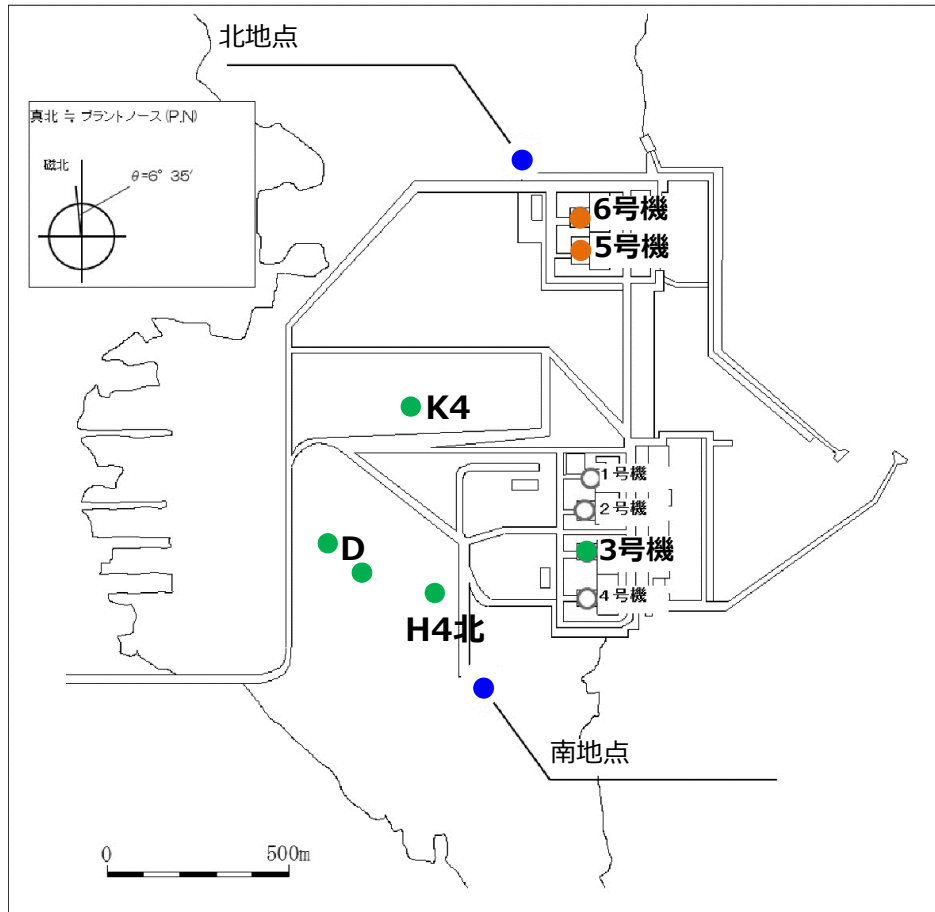 北地点
真北 ≒ プラントノース (P.N)
磁北
θ=6° 35′
6号機
5号機
K4
1号機
2号機
D
3号機
4号機
H4北
南地点
0 500m